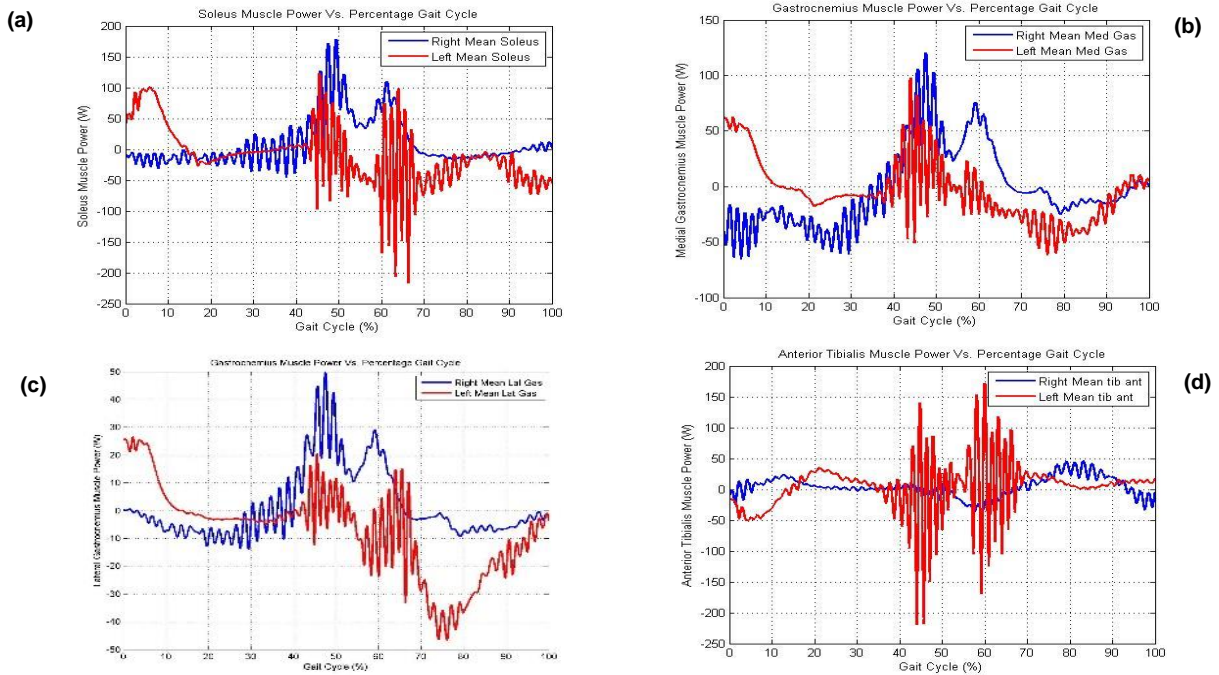 (a)
Soleus Muscle Power Vs. Percentage Gait Cycle
Right Mean Soleus
Left Mean Soleus
Soleus Muscle Power (W)
200
150
100
50
0
-50
-100
-150
-200
-250
0 10 20 30 40 50 60 70 80 90 100
Gait Cycle (%)
(b)
Gastrocnemius Muscle Power Vs. Percentage Gait Cycle
Right Mean Med Gas
Left Mean Med Gas
Medial Gastrocnemius Muscle Power (W)
150
100
50
0
-50
-100
0 10 20 30 40 50 60 70 80 90 100
Gait Cycle (%)
(c)
Gastrocnemius Muscle Power Vs. Percentage Gait Cycle
Right Mean Lal Gas
Left Mean Lat Gas
Lateral Gastrocnemius Muscle Power (W)
50
40
30
20
10
0
-10
-20
-30
-40
-50
0 10 20 30 40 50 60 70 80 90 100
Gait Cycle (%)
(d)
Anterior Tibialis Muscle Power Vs. Percentage Gait Cycle
Right Mean tib ant
Left Mean tib ant
Anterior Tibialis Muscle Power (W)
200
150
100
50
0
-50
-100
-150
-200
-250
0 10 20 30 40 50 60 70 80 90 100
Gait Cycle (%)